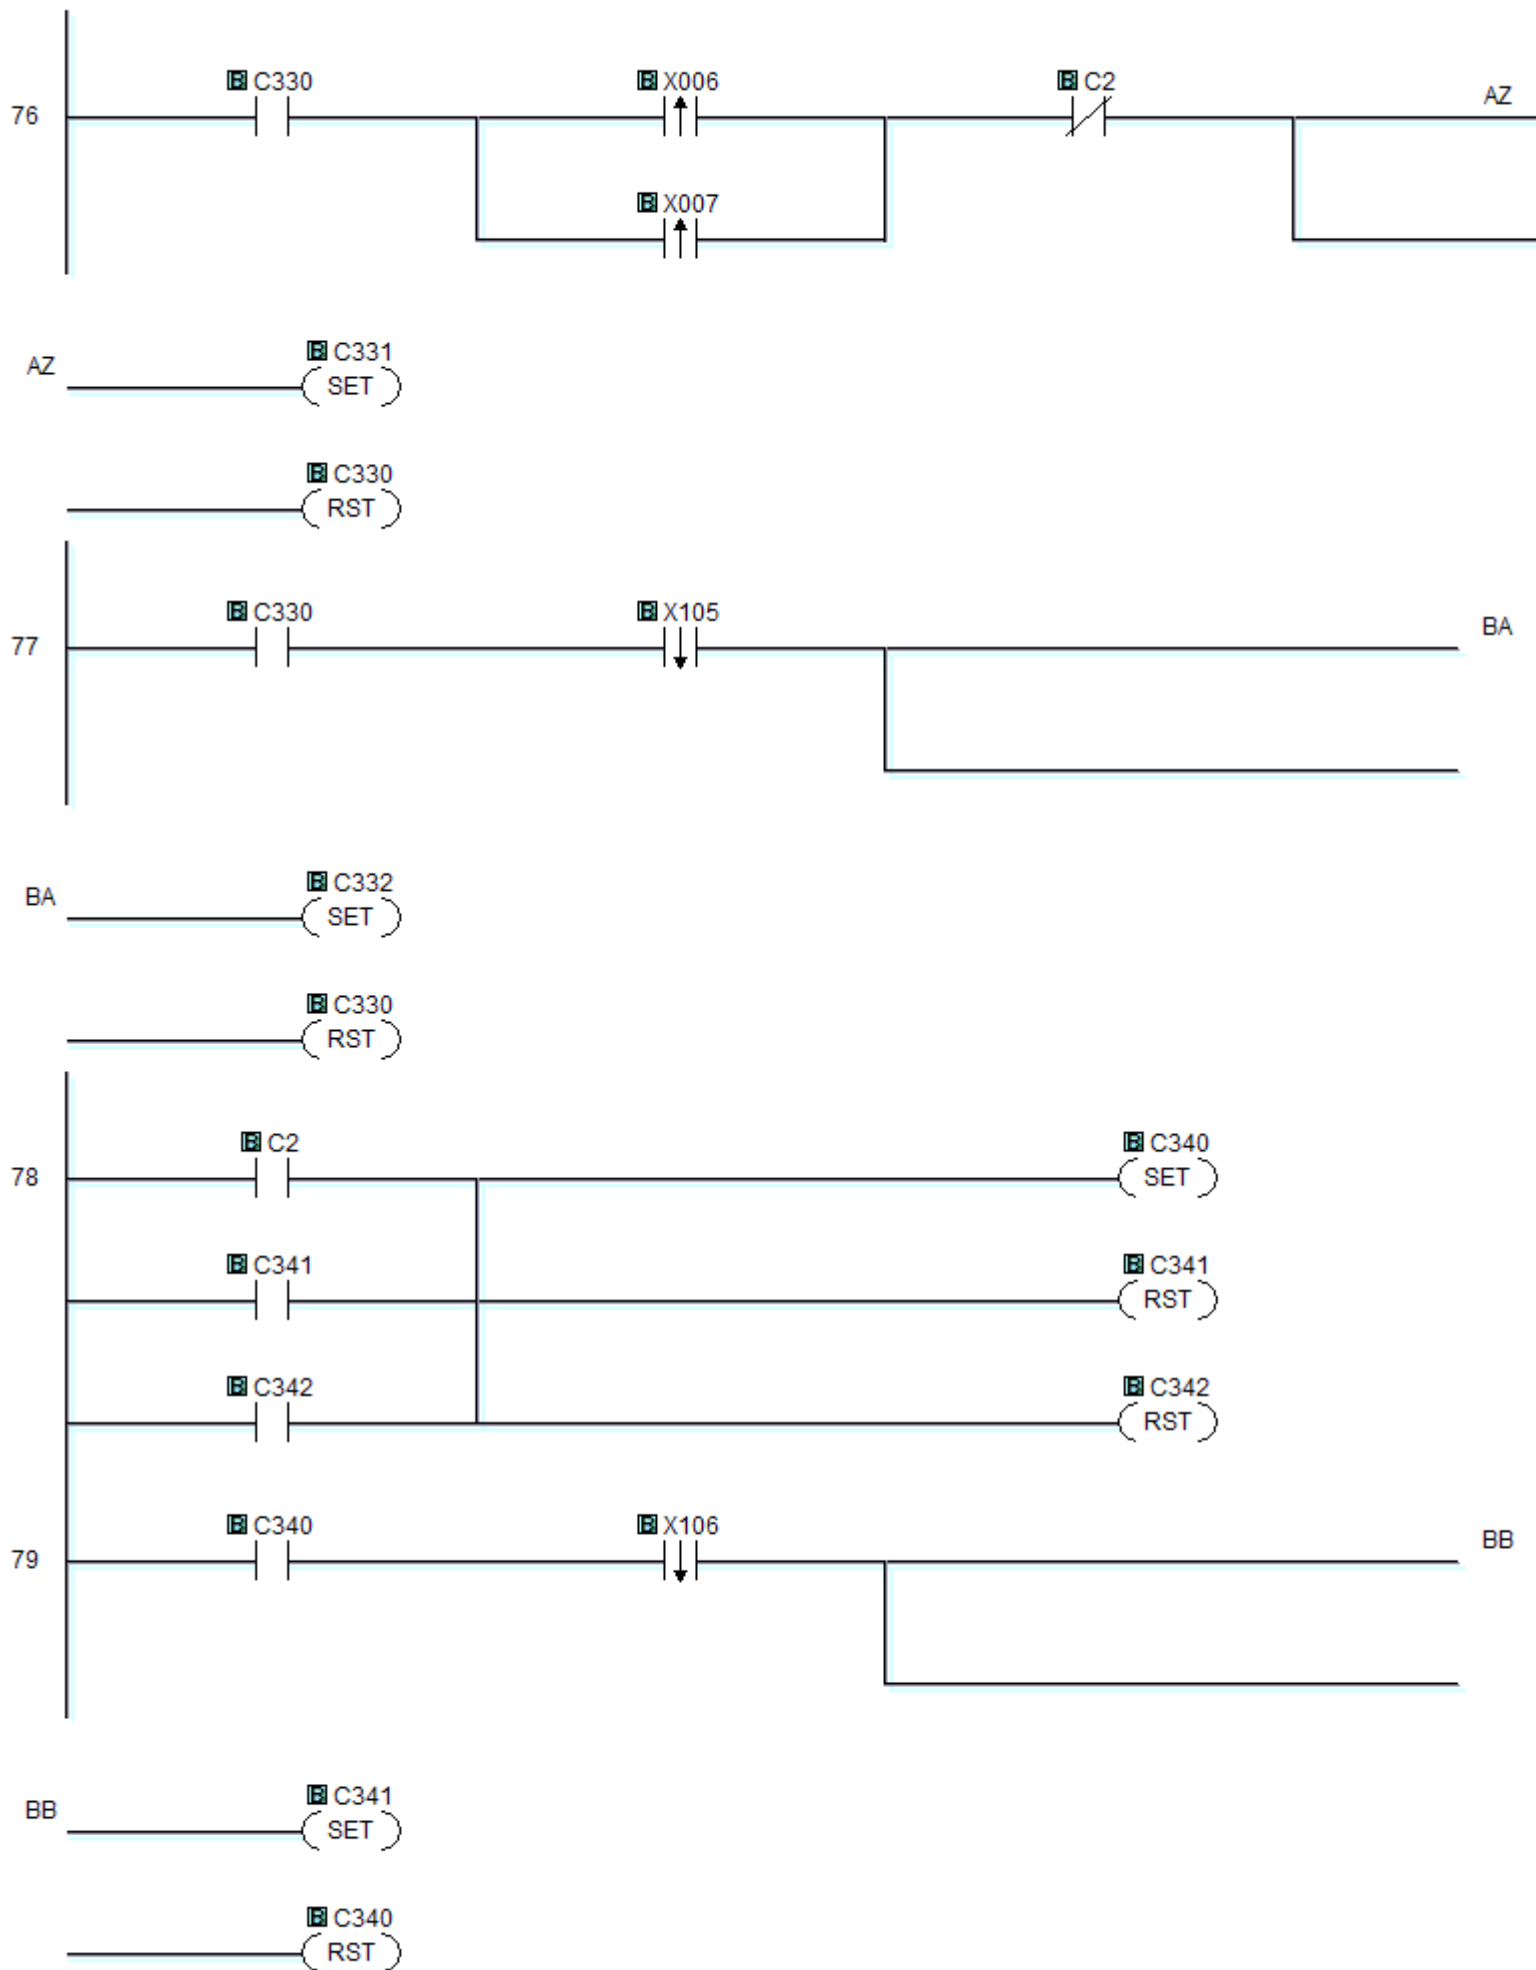 B C330 B X006 B C2 AZ
76
B X007
B C331
AZ SET
B C330
RST
B C330 B X105 BA
77
B C332
BA SET
B C330
RST
B C2 B C340
78 SET
B C341 B C341
RST
B C342 B C342
RST
B C340 B X106 BB
79
B C341
BB SET
B C340
RST